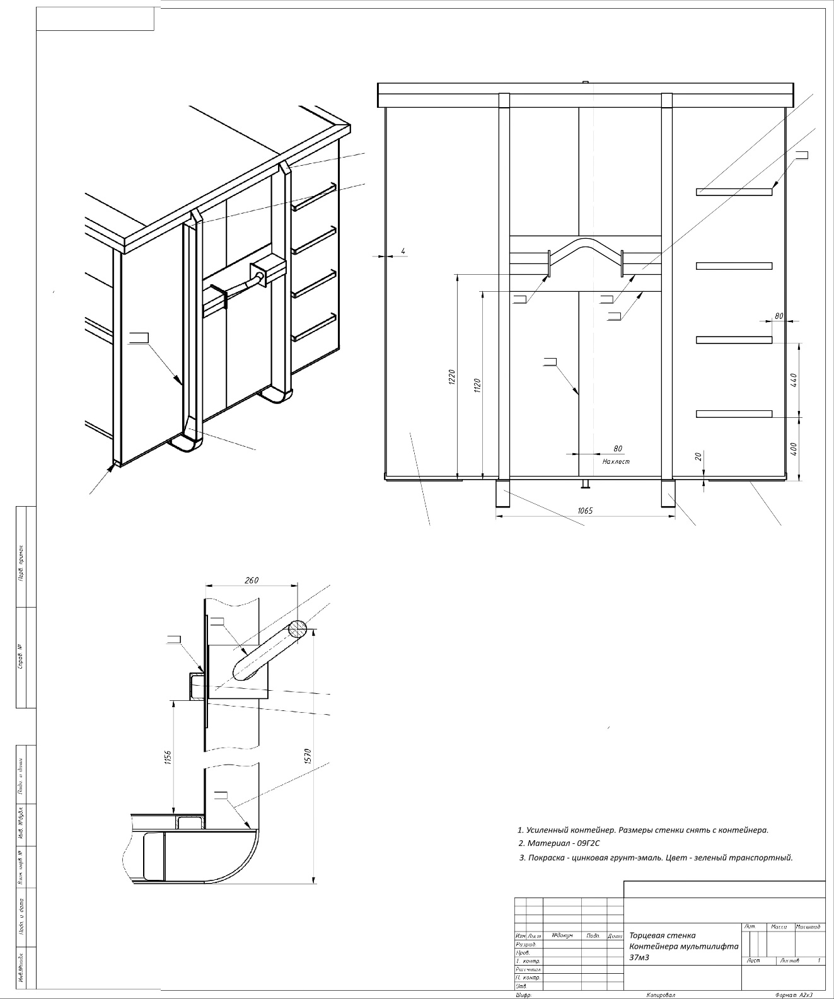 4
80
1220
1120
440
80
Нахлест
20
400
1065
260
1156
1570
1. Усиленный контейнер. Размеры стенки снять с контейнера.
2. Материал - 09Г2С
3. Покраска - цинковая грунт-эмаль. Цвет - зеленый транспортный.
Перв. примен.
Справ. №
Подп. и дата
Инв. № дубл.
Взам. инв. №
Подп. и дата
Инв.№подл.
Изм Лист №докум Подп. Дата
Разраб.
Пров.
Т. контр.
Рассчитал
Н. контр.
Утв.
Торцевая стенка
Контейнера мультилифта
37м3
Лит. Масса Масштаб
Лист Листов 1
Шифр: Копировал Формат А2х3